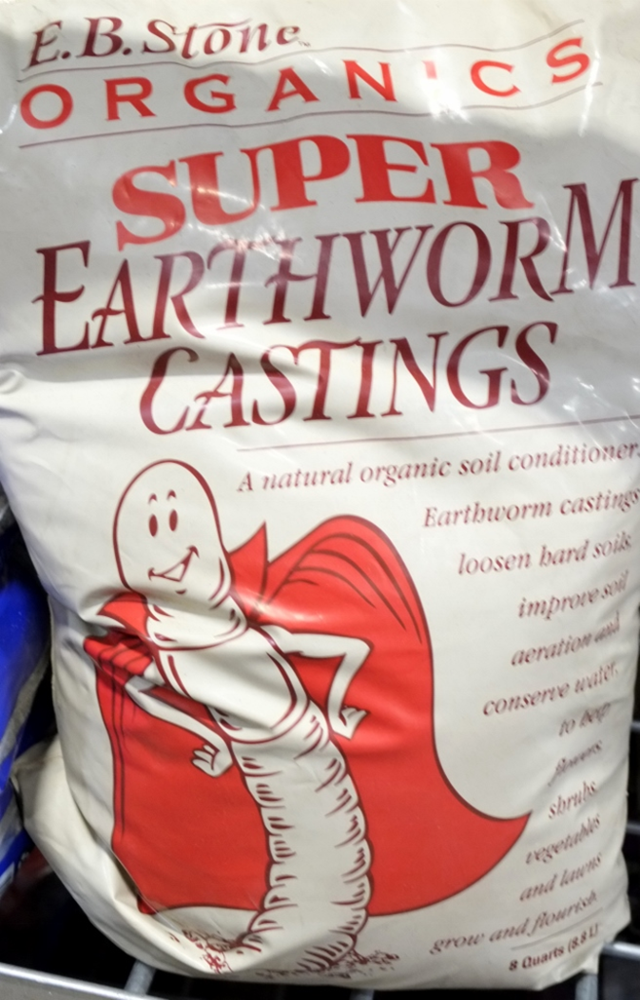 E.B. Stone™
ORGANICS
SUPER
EARTHWORM
CASTINGS
A natural organic soil conditioner.
Earthworm castings
loosen hard soils,
improve soil
aeration and
conserve water,
to help
flowers,
shrubs,
vegetables
and lawns
grow and flourish.
8 Quarts (8.8 L)